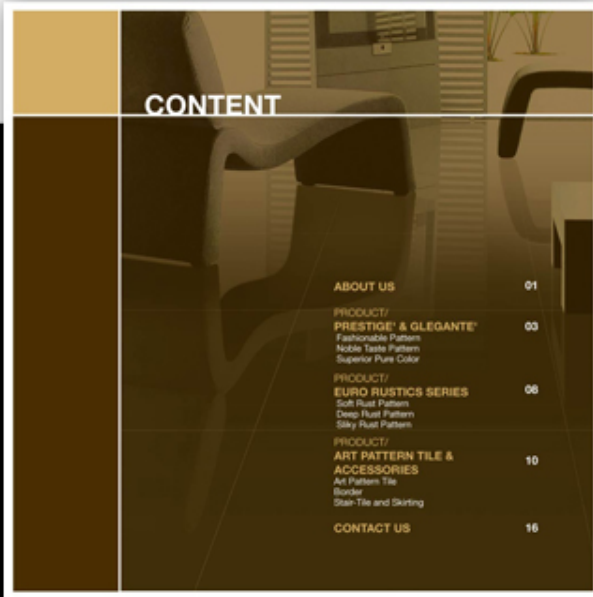 CONTENT
ABOUT US 01
PRODUCT/
PRESTIGE' & GLEGANTE' 03
Fashionable Pattern
Noble Taste Pattern
Superior Pure Color
PRODUCT/
EURO RUSTICS SERIES 08
Soft Rust Pattern
Deep Rust Pattern
Sliky Rust Pattern
PRODUCT/
ART PATTERN TILE & 10
ACCESSORIES
Art Pattern Tile
Border
Stair-Tile and Skirting
CONTACT US 16